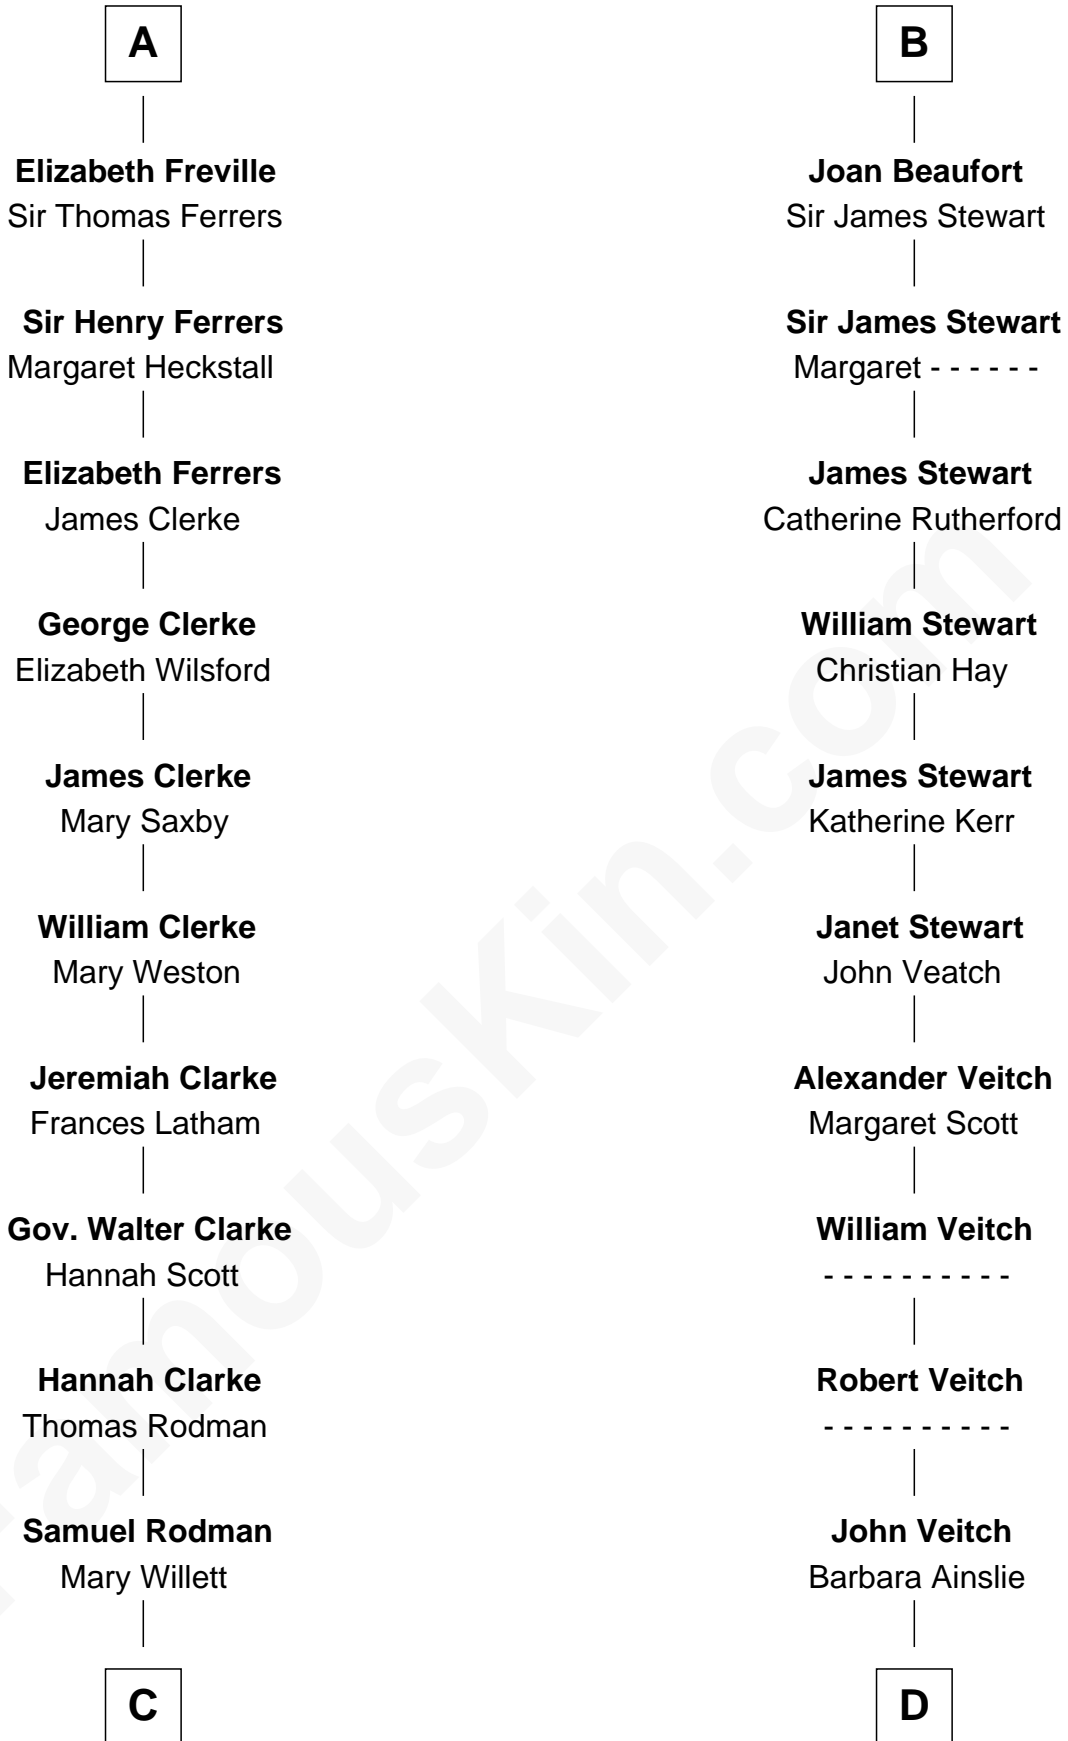 A
Elizabeth Freville
Sir Thomas Ferrers
Sir Henry Ferrers
Margaret Heckstall
Elizabeth Ferrers
James Clerke
George Clerke
Elizabeth Wilsford
James Clerke
Mary Saxby
William Clerke
Mary Weston
Jeremiah Clarke
Frances Latham
Gov. Walter Clarke
Hannah Scott
Hannah Clarke
Thomas Rodman
Samuel Rodman
Mary Willett
C
B
Joan Beaufort
Sir James Stewart
Sir James Stewart
Margaret - - - - - -
James Stewart
Catherine Rutherford
William Stewart
Christian Hay
James Stewart
Katherine Kerr
Janet Stewart
John Veatch
Alexander Veitch
Margaret Scott
William Veitch
- - - - - - - - - -
Robert Veitch
- - - - - - - - - -
John Veitch
Barbara Ainslie
D
FamousKin.com